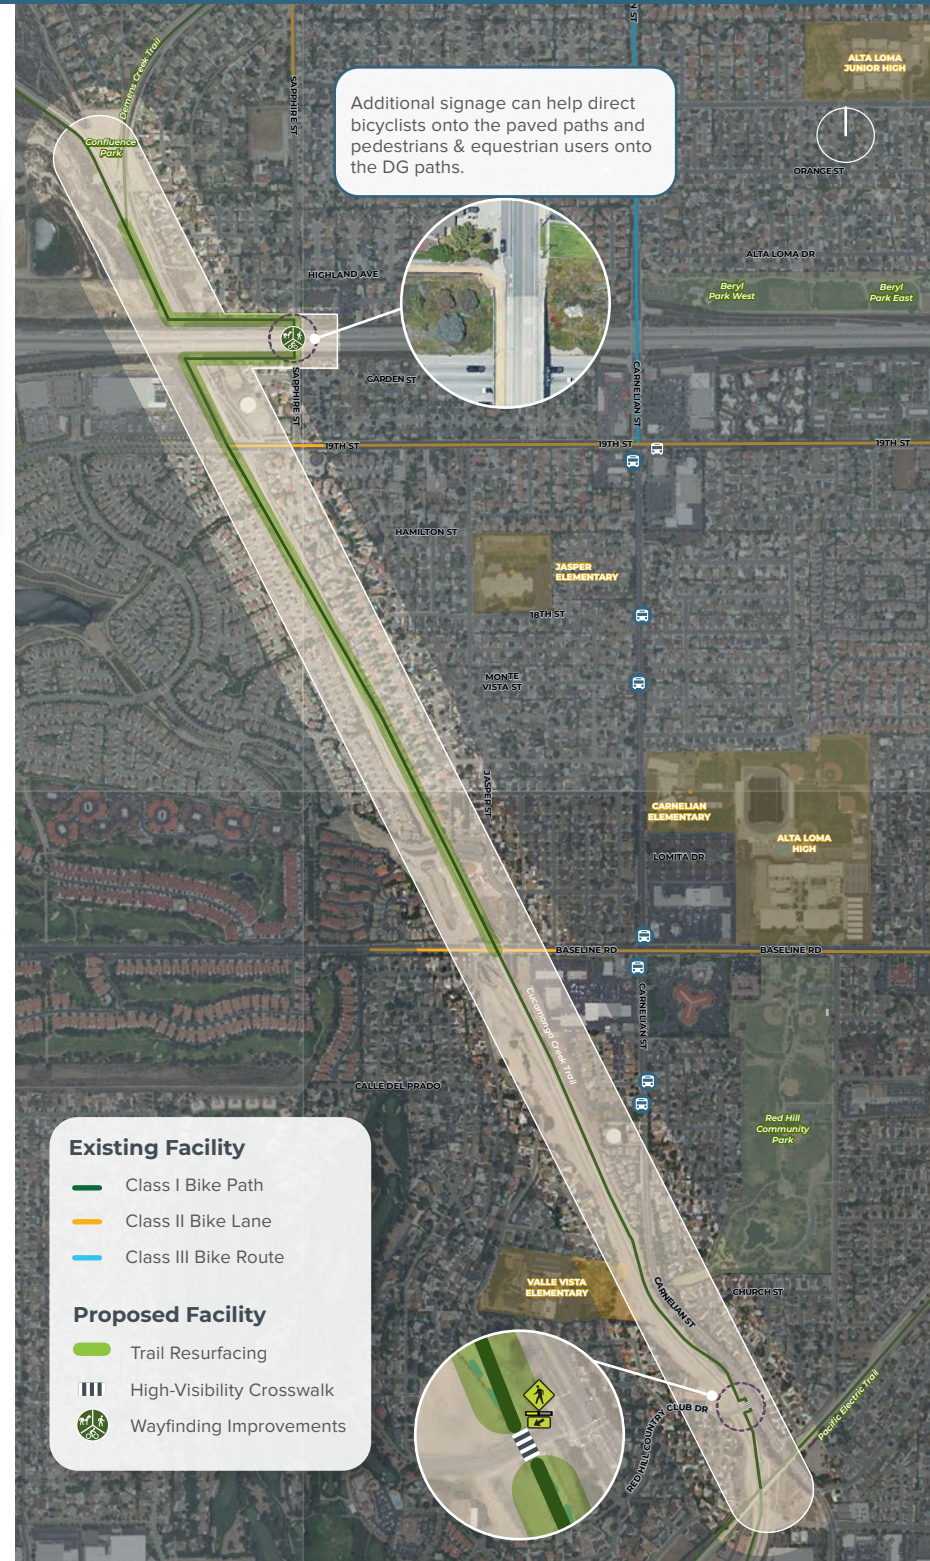 N ST
ALTA LOMA
JUNIOR HIGH
Demens Creek Trail
SAPPHIRE ST
Additional signage can help direct
bicyclists onto the paved paths and
pedestrians & equestrian users onto
the DG paths.
Confluence
Park
ORANGE ST
ALTA LOMA DR
HIGHLAND AVE
Beryl
Park West
Beryl
Park East
GARDEN ST
SAPPHIRE ST
CARNELIAN ST
19TH ST
19TH ST
19TH ST
HAMILTON ST
JASPER
ELEMENTARY
18TH ST
MONTE
VISTA ST
JASPER ST
CARNELIAN
ELEMENTARY
ALTA LOMA
HIGH
LOMITA DR
BASELINE RD
BASELINE RD
Cucamonga Creek Trail
CARNELIAN ST
CALLE DEL PRADO
Red Hill
Community
Park
Existing Facility
Class I Bike Path
Class II Bike Lane
Class III Bike Route
Proposed Facility
Trail Resurfacing
High-Visibility Crosswalk
Wayfinding Improvements
VALLE VISTA
ELEMENTARY
CARNELIAN ST
CHURCH ST
RED HILL COUNTRY CLUB DR
Pacific Electric Trail